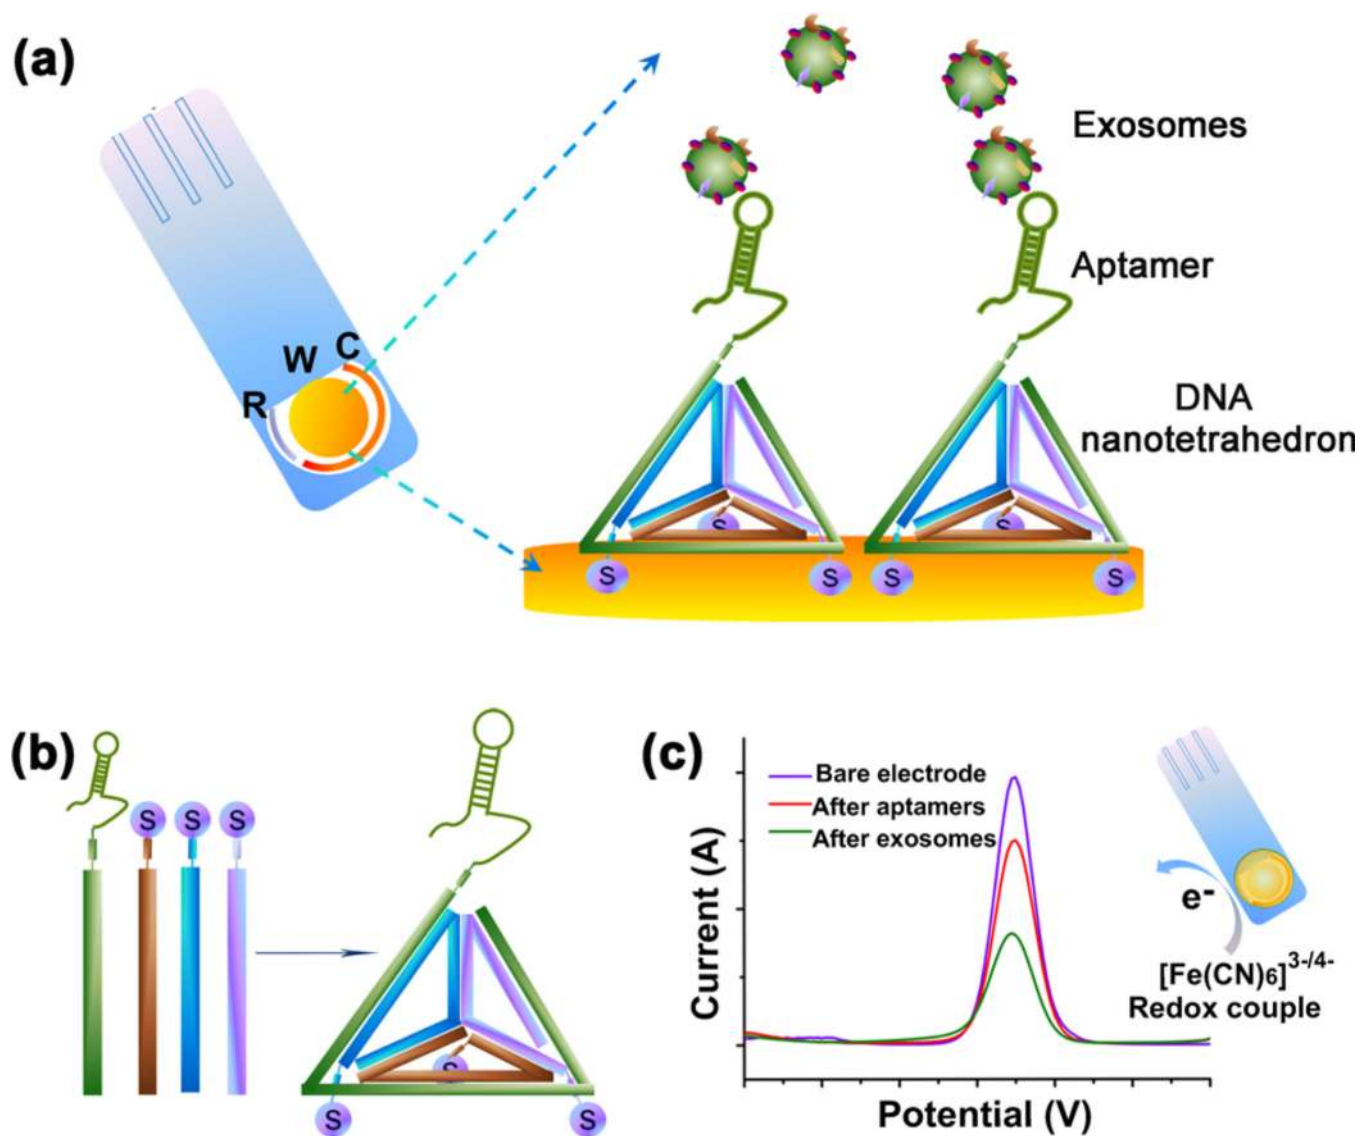 (a)
Exosomes
Aptamer
W
C
R
DNA
nanotetrahedron
S
S
S
S
S
S
(b)
S
S
S
S
S
S
(c)
Bare electrode
After aptamers
After exosomes
Current (A)
Potential (V)
e-
[Fe(CN)6]3-/4-
Redox couple